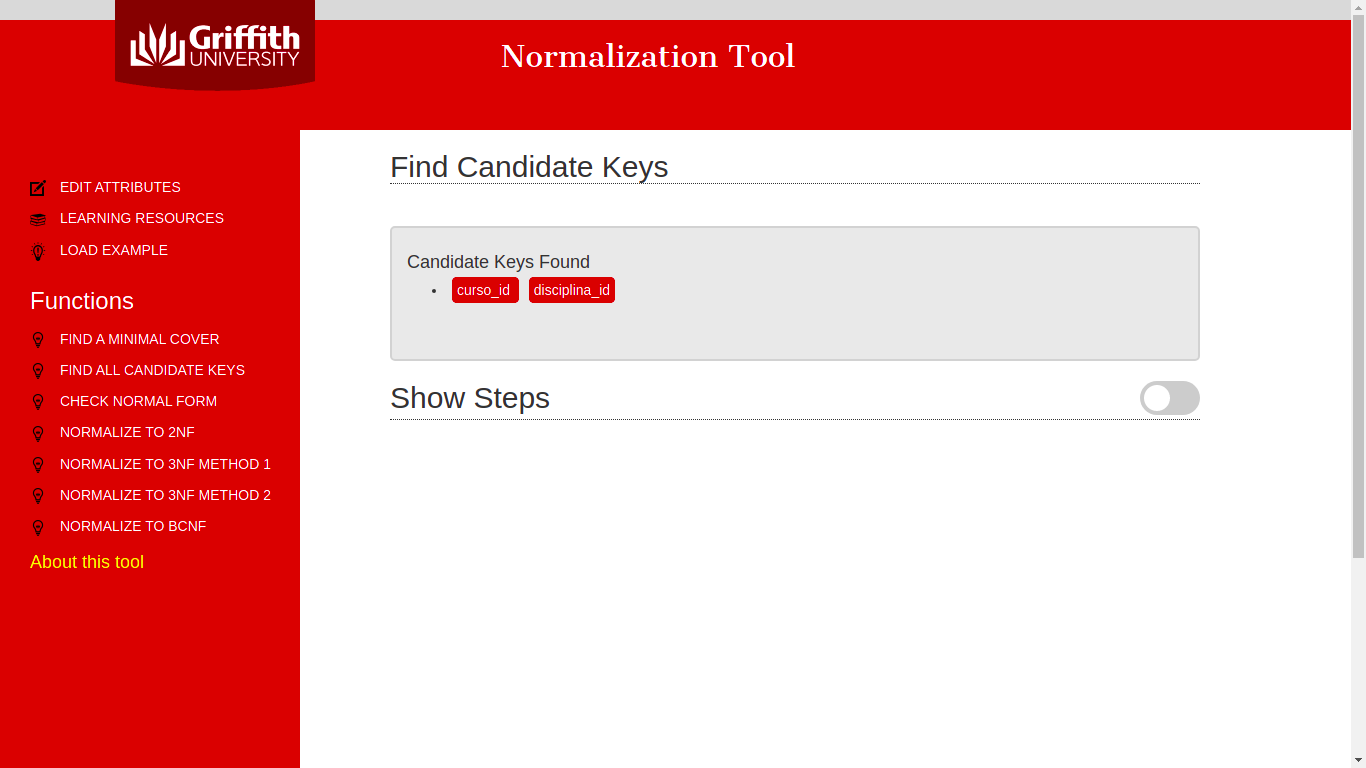 Griffith
UNIVERSITY
Normalization Tool
EDIT ATTRIBUTES
LEARNING RESOURCES
LOAD EXAMPLE
Functions
FIND A MINIMAL COVER
FIND ALL CANDIDATE KEYS
CHECK NORMAL FORM
NORMALIZE TO 2NF
NORMALIZE TO 3NF METHOD 1
NORMALIZE TO 3NF METHOD 2
NORMALIZE TO BCNF
About this tool
Find Candidate Keys
Candidate Keys Found
• curso_id disciplina_id
Show Steps